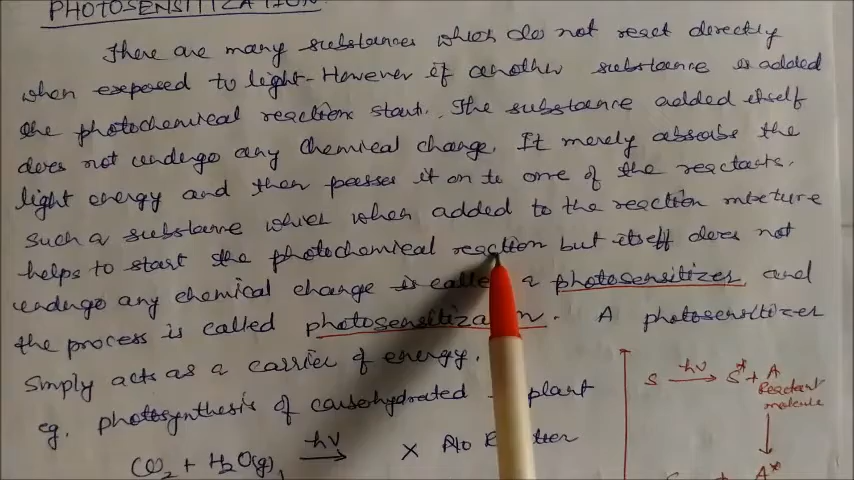 PHOTOSENSITIZATION.
There are many substances which do not react directly
when exposed to light. However if another substance is added
the photochemical reaction start. The substance added itself
does not undergo any chemical change. It merely absorbs the
light energy and then passes it on to one of the reactants.
Such a substance which when added to the reaction mixture
helps to start the photochemical reaction but itself does not
undergo any chemical change is called a photosensitizer and
the process is called photosensitization. A photosensitizer
Simply acts as a carrier of energy.
eg. photosynthesis of carbohydrated plant
CO2 + H2O(g) hν → × No
S hν → S* + A
Reactant
molecule
A*